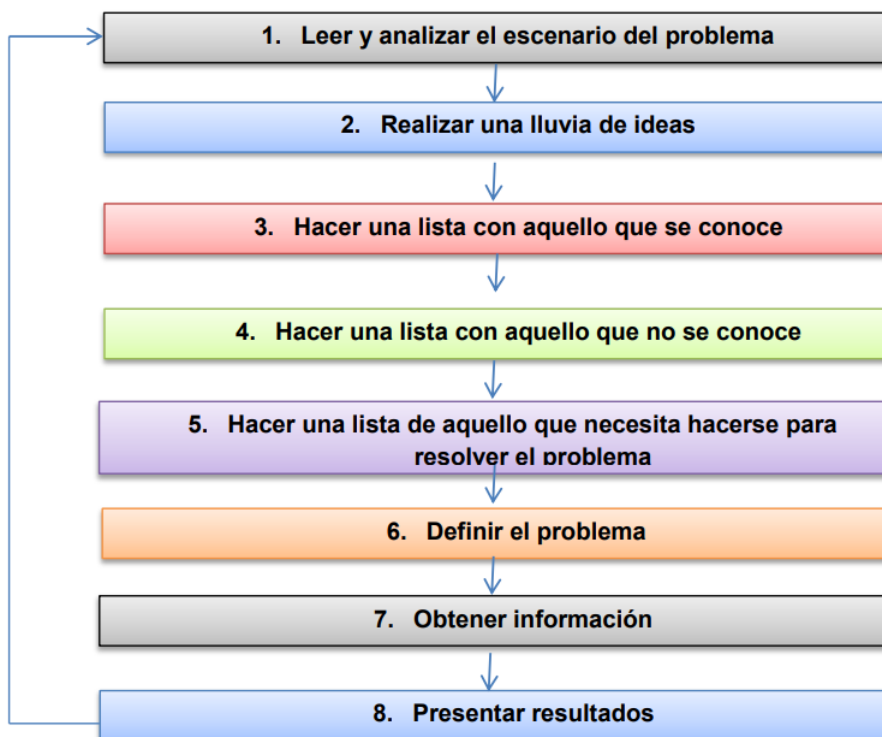 1. Leer y analizar el escenario del problema
2. Realizar una lluvia de ideas
3. Hacer una lista con aquello que se conoce
4. Hacer una lista con aquello que no se conoce
5. Hacer una lista de aquello que necesita hacerse para
resolver el problema
6. Definir el problema
7. Obtener información
8. Presentar resultados